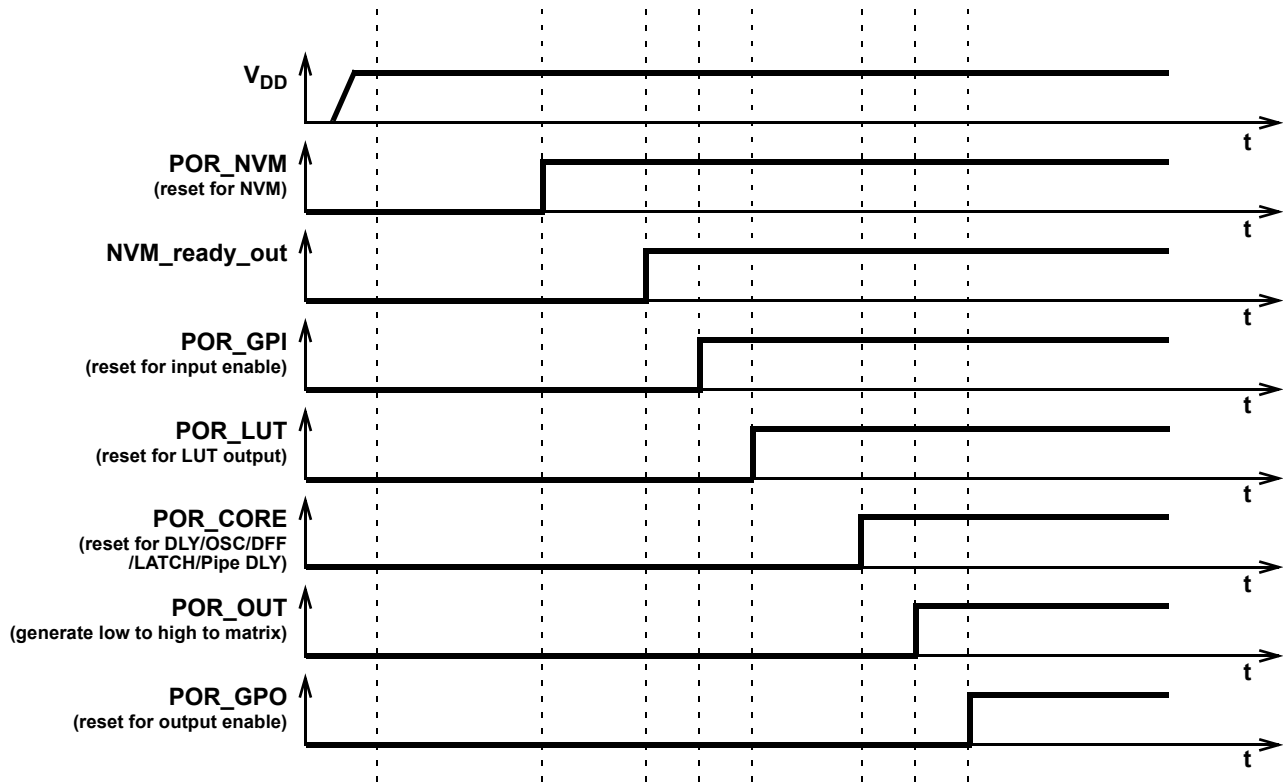 VDD
t
POR_NVM
(reset for NVM)
t
NVM_ready_out
t
POR_GPI
(reset for input enable)
t
POR_LUT
(reset for LUT output)
t
POR_CORE
(reset for DLY/OSC/DFF
/LATCH/Pipe DLY)
t
POR_OUT
(generate low to high to matrix)
t
POR_GPO
(reset for output enable)
t